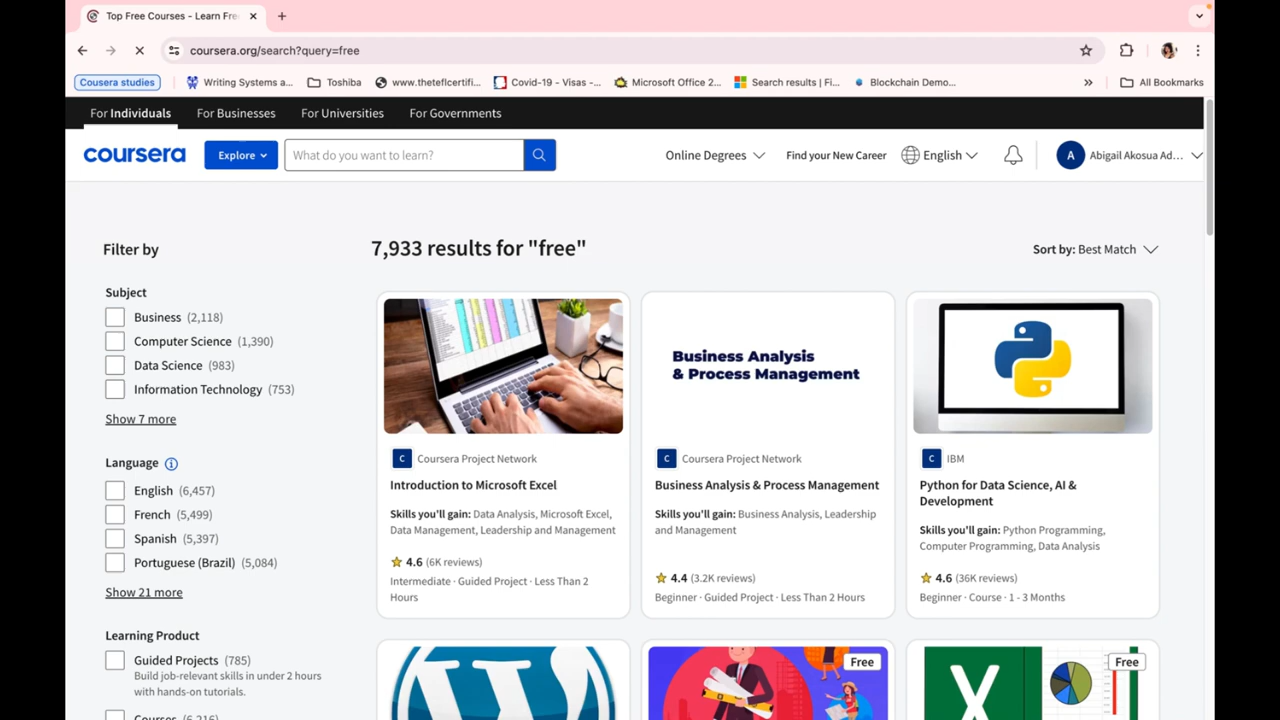 Top Free Courses - Learn Fre
coursera.org/search?query=free
Cousera studies
Writing Systems a...
Toshiba
www.theteflcertifi...
Covid-19 - Visas -...
Microsoft Office 2...
Search results | Fi...
Blockchain Demo...
»
All Bookmarks
For Individuals
For Businesses
For Universities
For Governments
coursera
Explore
What do you want to learn?
Online Degrees
Find your New Career
English
A
Abigail Akosua Ad...
Filter by
7,933 results for "free"
Sort by: Best Match
Subject
Business (2,118)
Computer Science (1,390)
Data Science (983)
Information Technology (753)
Show 7 more
Language
English (6,457)
French (5,499)
Spanish (5,397)
Portuguese (Brazil) (5,084)
Show 21 more
Learning Product
Guided Projects (785)
Build job-relevant skills in under 2 hours
with hands-on tutorials.
Courses (6,216)
C Coursera Project Network
Introduction to Microsoft Excel
Skills you'll gain: Data Analysis, Microsoft Excel,
Data Management, Leadership and Management
4.6 (6K reviews)
Intermediate · Guided Project · Less Than 2
Hours
Business Analysis
& Process Management
C Coursera Project Network
Business Analysis & Process Management
Skills you'll gain: Business Analysis, Leadership
and Management
4.4 (3.2K reviews)
Beginner · Guided Project · Less Than 2 Hours
C IBM
Python for Data Science, AI &
Development
Skills you'll gain: Python Programming,
Computer Programming, Data Analysis
4.6 (36K reviews)
Beginner · Course · 1 - 3 Months
Free
Free